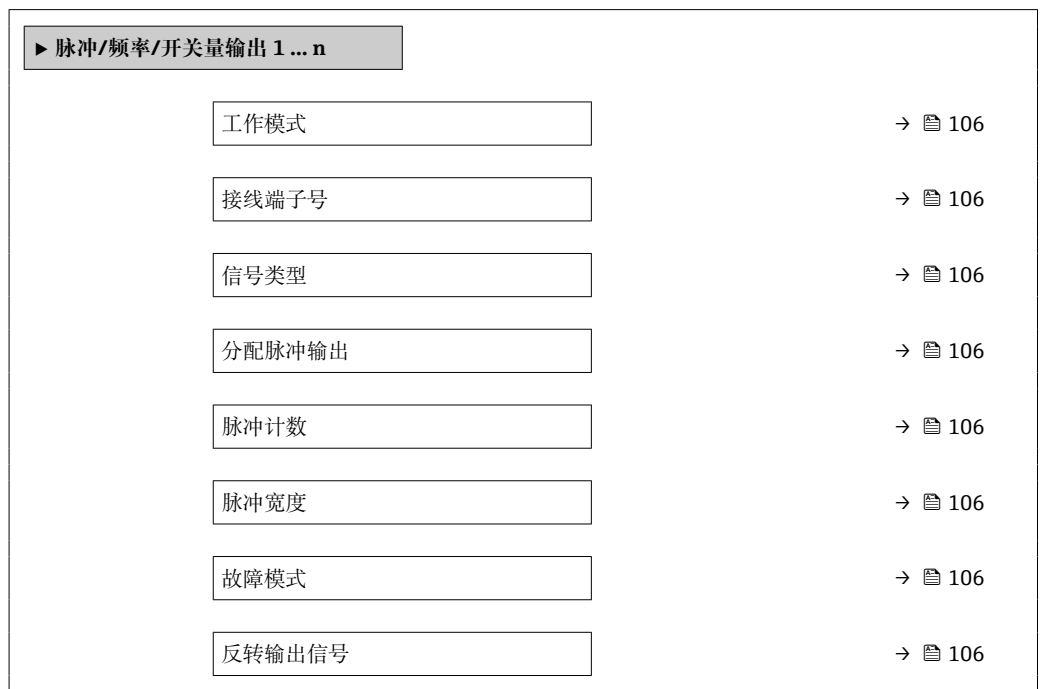 ▶ 脉冲/频率/开关量输出 1 ... n
工作模式 → 106
接线端子号 → 106
信号类型 → 106
分配脉冲输出 → 106
脉冲计数 → 106
脉冲宽度 → 106
故障模式 → 106
反转输出信号 → 106